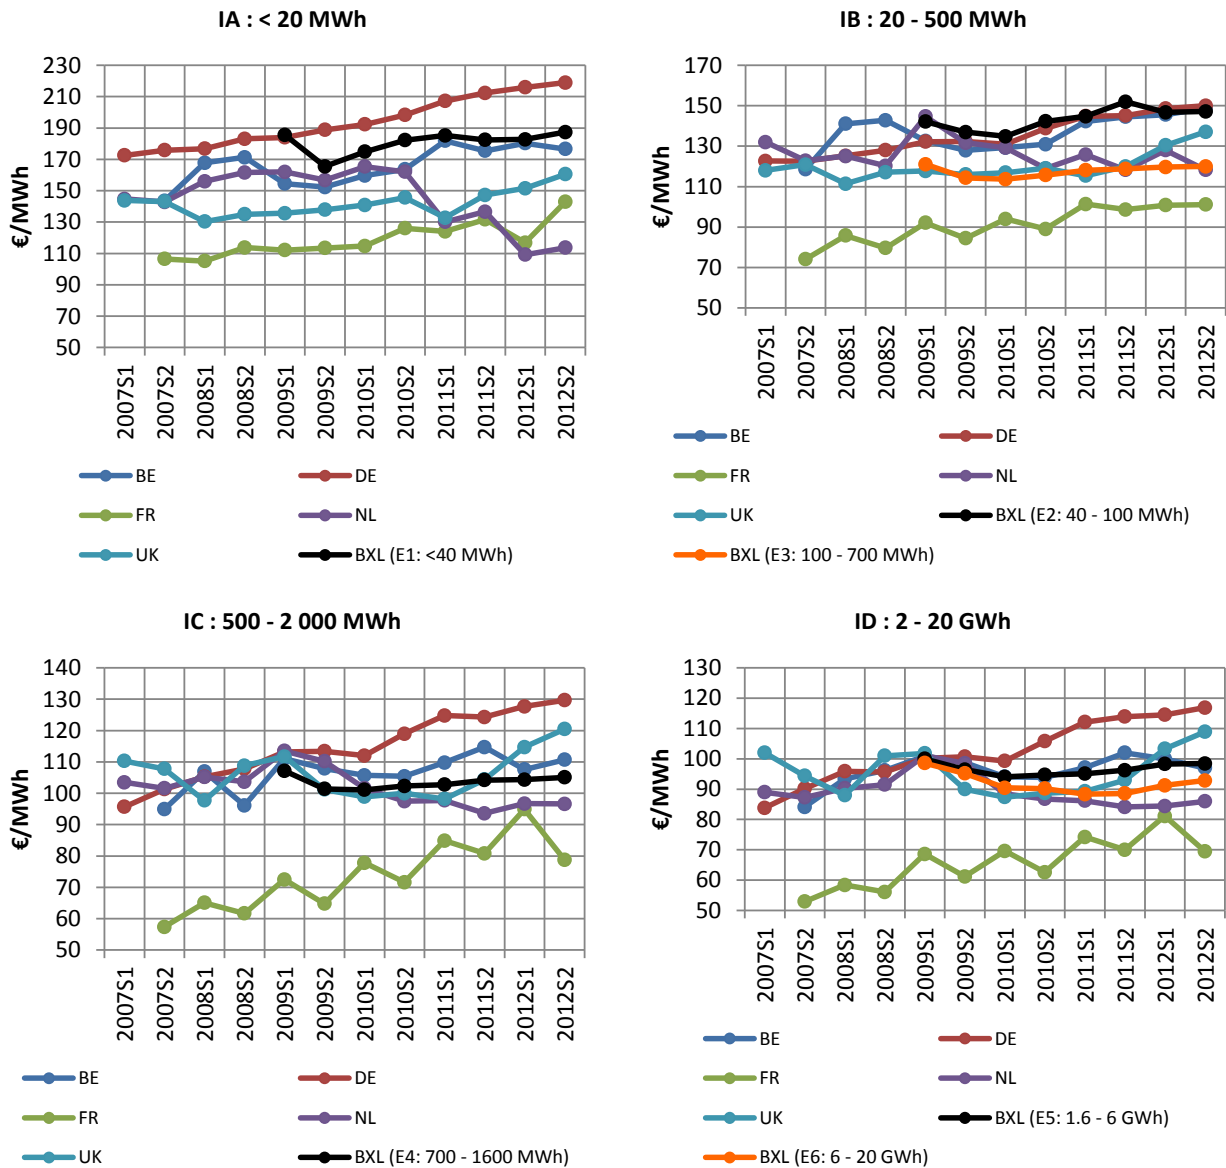 IA : < 20 MWh
€/MWh
230
210
190
170
150
130
110
90
70
50
2007S1
2007S2
2008S1
2008S2
2009S1
2009S2
2010S1
2010S2
2011S1
2011S2
2012S1
2012S2
BE
DE
FR
NL
UK
BXL (E1: <40 MWh)
IB : 20 - 500 MWh
€/MWh
170
150
130
110
90
70
50
2007S1
2007S2
2008S1
2008S2
2009S1
2009S2
2010S1
2010S2
2011S1
2011S2
2012S1
2012S2
BE
DE
FR
NL
UK
BXL (E2: 40 - 100 MWh)
BXL (E3: 100 - 700 MWh)
IC : 500 - 2 000 MWh
€/MWh
140
130
120
110
100
90
80
70
60
50
2007S1
2007S2
2008S1
2008S2
2009S1
2009S2
2010S1
2010S2
2011S1
2011S2
2012S1
2012S2
BE
DE
FR
NL
UK
BXL (E4: 700 - 1600 MWh)
ID : 2 - 20 GWh
€/MWh
130
120
110
100
90
80
70
60
50
2007S1
2007S2
2008S1
2008S2
2009S1
2009S2
2010S1
2010S2
2011S1
2011S2
2012S1
2012S2
BE
DE
FR
NL
UK
BXL (E5: 1.6 - 6 GWh)
BXL (E6: 6 - 20 GWh)